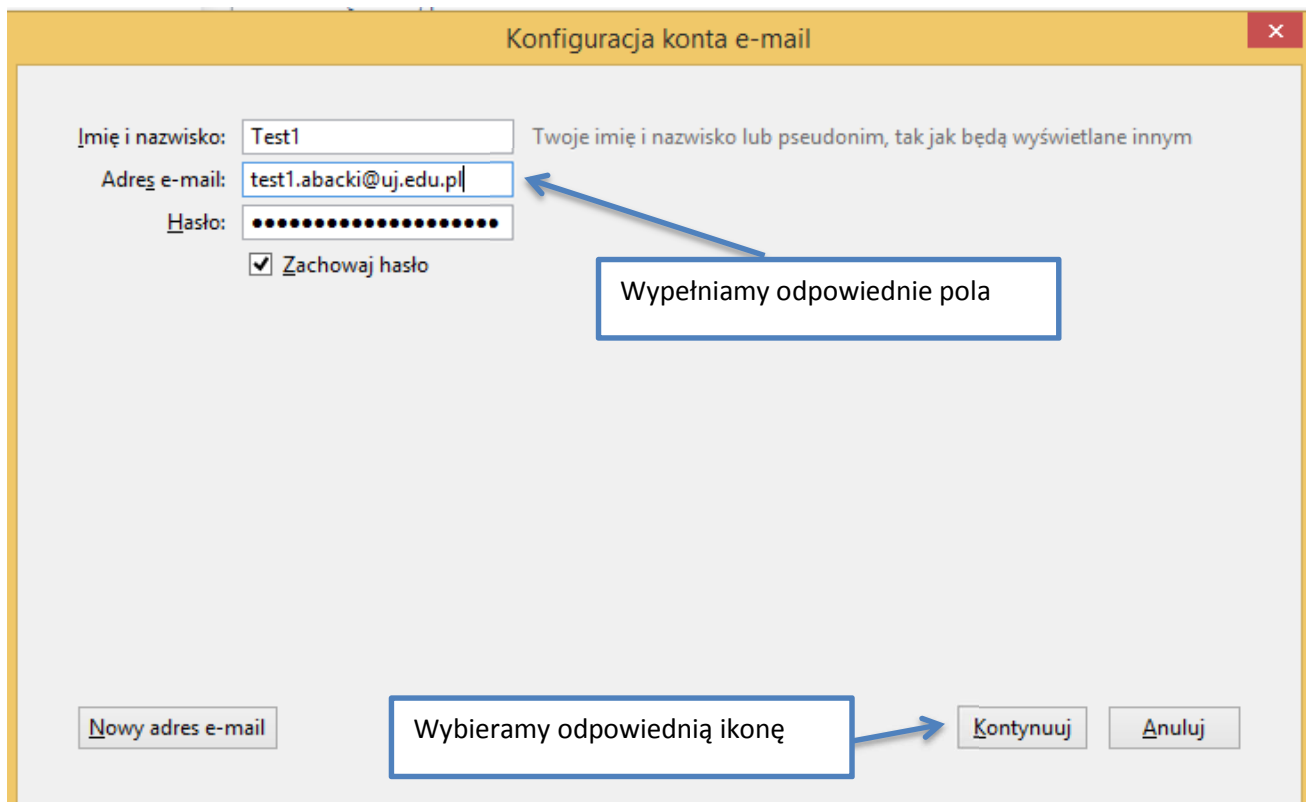 Konfiguracja konta e-mail
Imię i nazwisko: Test1 Twoje imię i nazwisko lub pseudonim, tak jak będą wyświetlane innym
Adres e-mail: test1.abacki@uj.edu.pl
Hasło: ••••••••••••••••••••
Zachowaj hasło
Wypełniamy odpowiednie pola
Nowy adres e-mail
Wybieramy odpowiednią ikonę
Kontynuuj
Anuluj